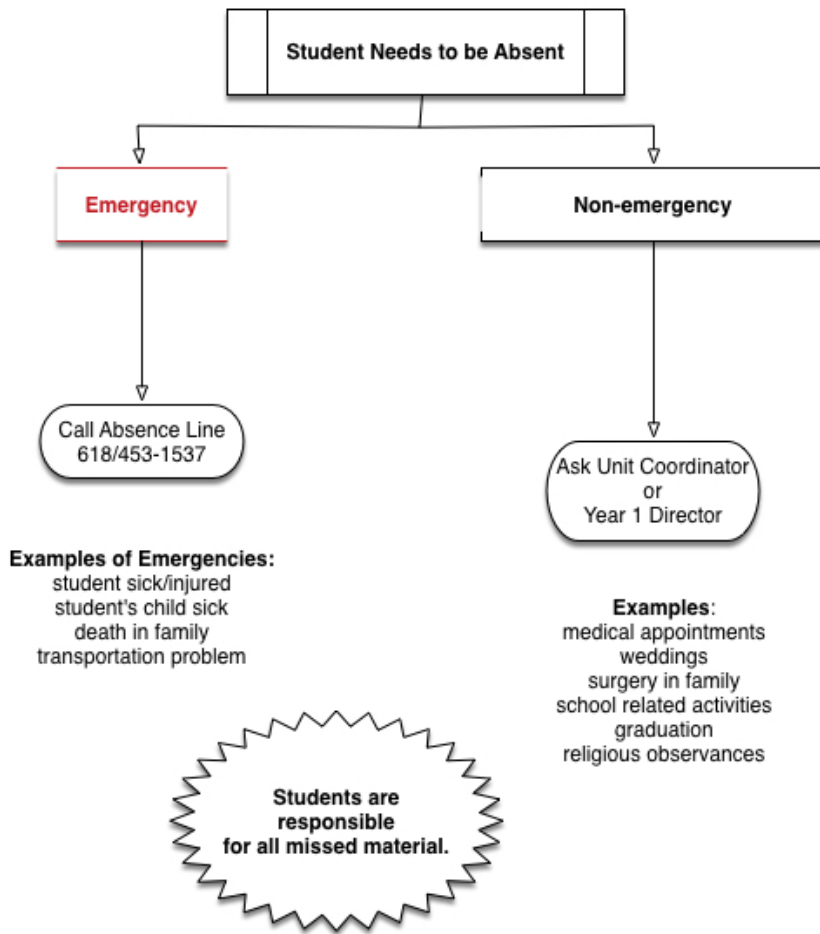 Student Needs to be Absent
Emergency
Non-emergency
Call Absence Line
618/453-1537
Ask Unit Coordinator
or
Year 1 Director
Examples of Emergencies:
student sick/injured
student's child sick
death in family
transportation problem
Examples:
medical appointments
weddings
surgery in family
school related activities
graduation
religious observances
Students are
responsible
for all missed material.